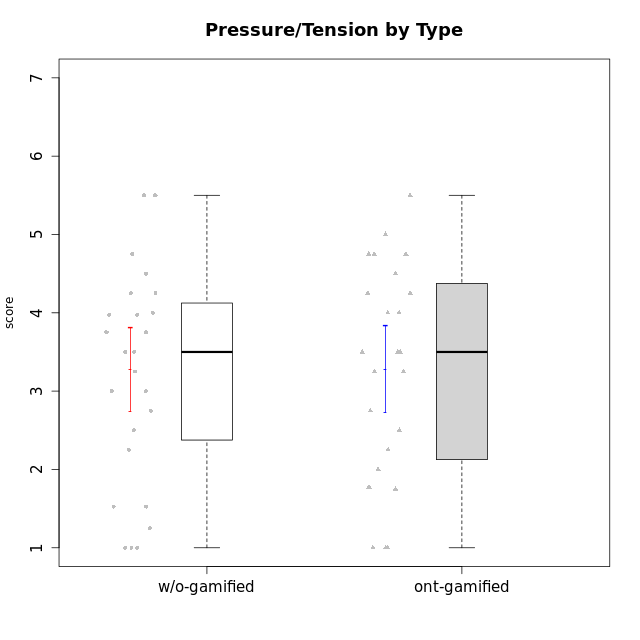 Pressure/Tension by Type
7
6
5
4
3
2
1
score
w/o-gamified
ont-gamified